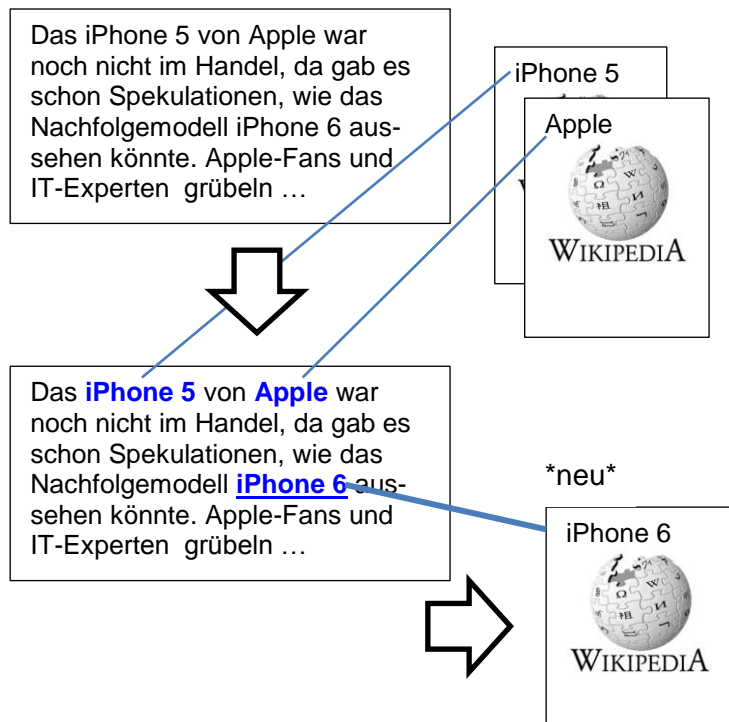 Das iPhone 5 von Apple war
noch nicht im Handel, da gab es
schon Spekulationen, wie das
Nachfolgemodell iPhone 6 aus-
sehen könnte. Apple-Fans und
IT-Experten grübeln …
iPhone 5
Apple
WIKIPEDIA
Das iPhone 5 von Apple war
noch nicht im Handel, da gab es
schon Spekulationen, wie das
Nachfolgemodell iPhone 6 aus-
sehen könnte. Apple-Fans und
IT-Experten grübeln …
*neu*
iPhone 6
WIKIPEDIA